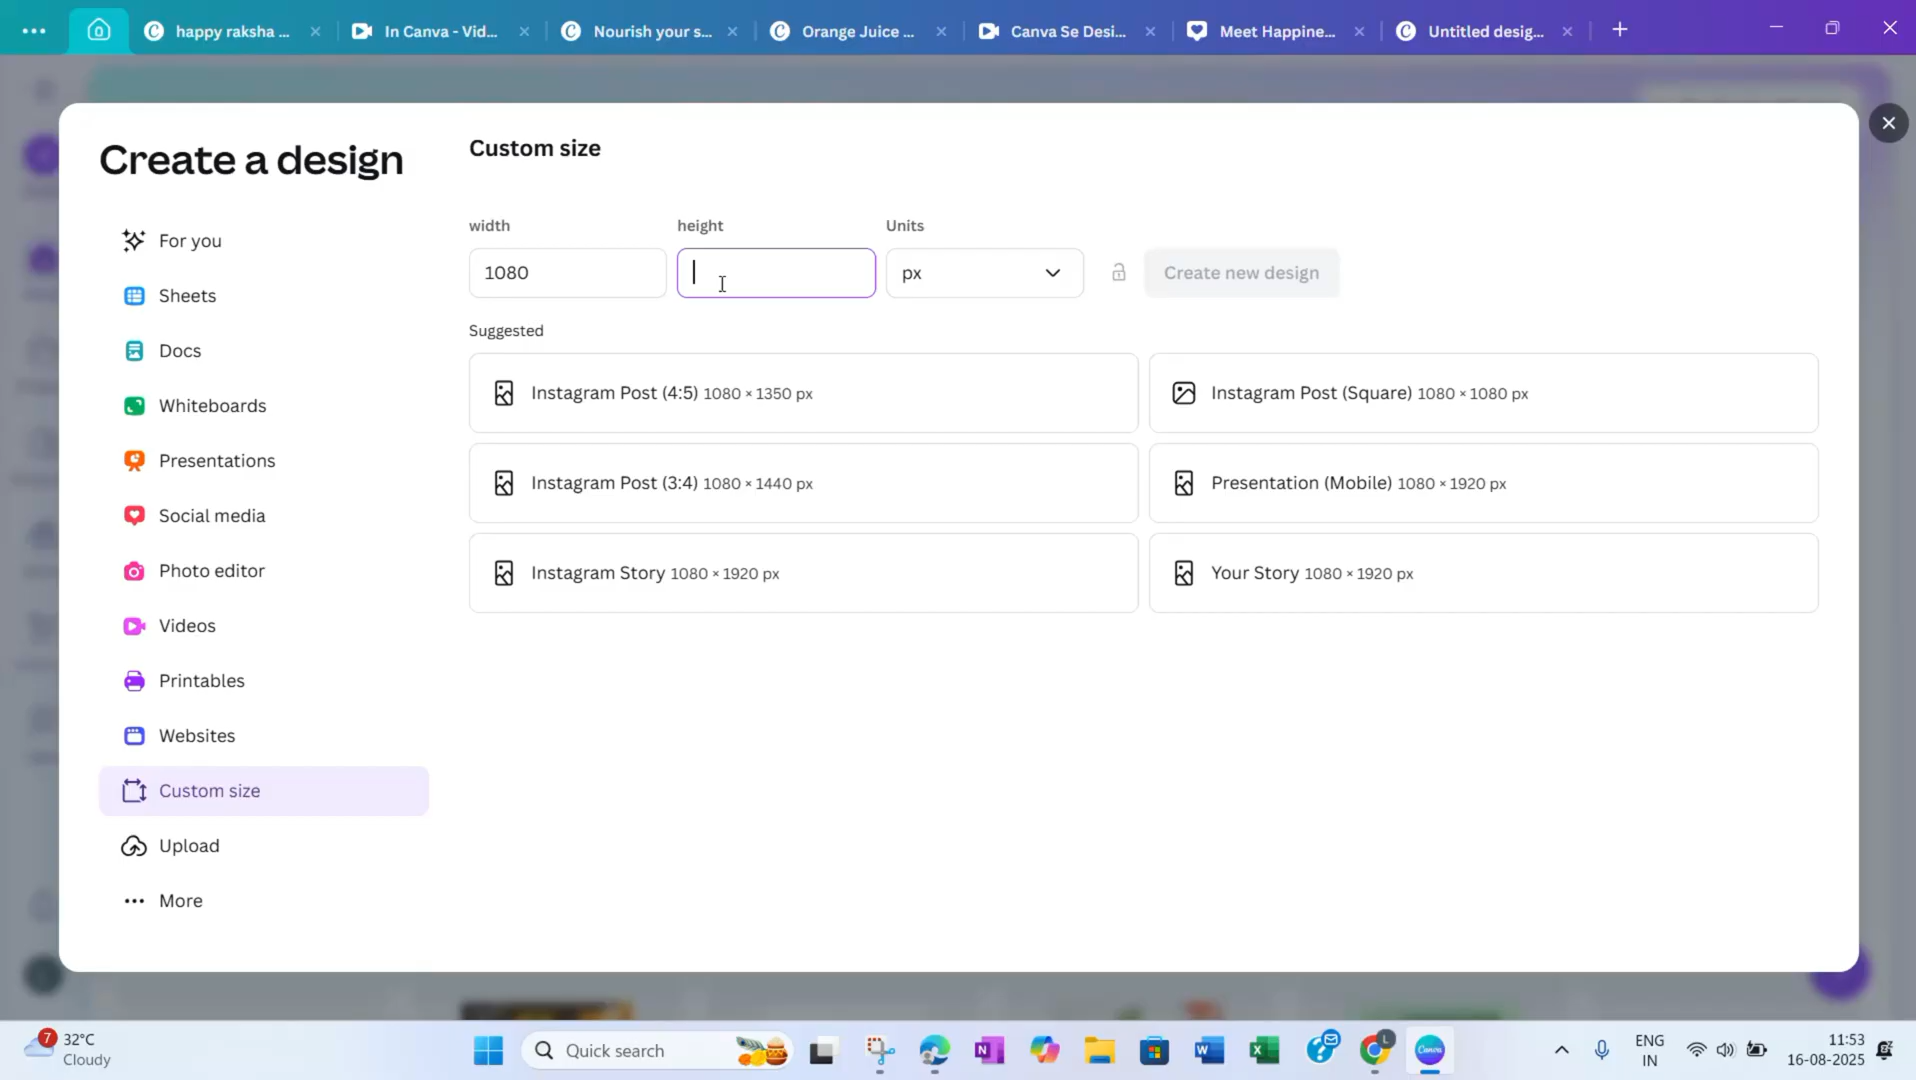 happy raksha ...
In Canva - Vid...
Nourish your s...
Orange Juice ...
Canva Se Desi...
Meet Happine...
Untitled desig...
Create a design
For you
Sheets
Docs
Whiteboards
Presentations
Social media
Photo editor
Videos
Printables
Websites
Custom size
Upload
More
Custom size
width
height
Units
1080
px
Create new design
Suggested
Instagram Post (4:5) 1080 × 1350 px
Instagram Post (Square) 1080 × 1080 px
Instagram Post (3:4) 1080 × 1440 px
Presentation (Mobile) 1080 × 1920 px
Instagram Story 1080 × 1920 px
Your Story 1080 × 1920 px
7
32°C
Cloudy
Quick search
Canva
ENG
IN
11:53
16-08-2025